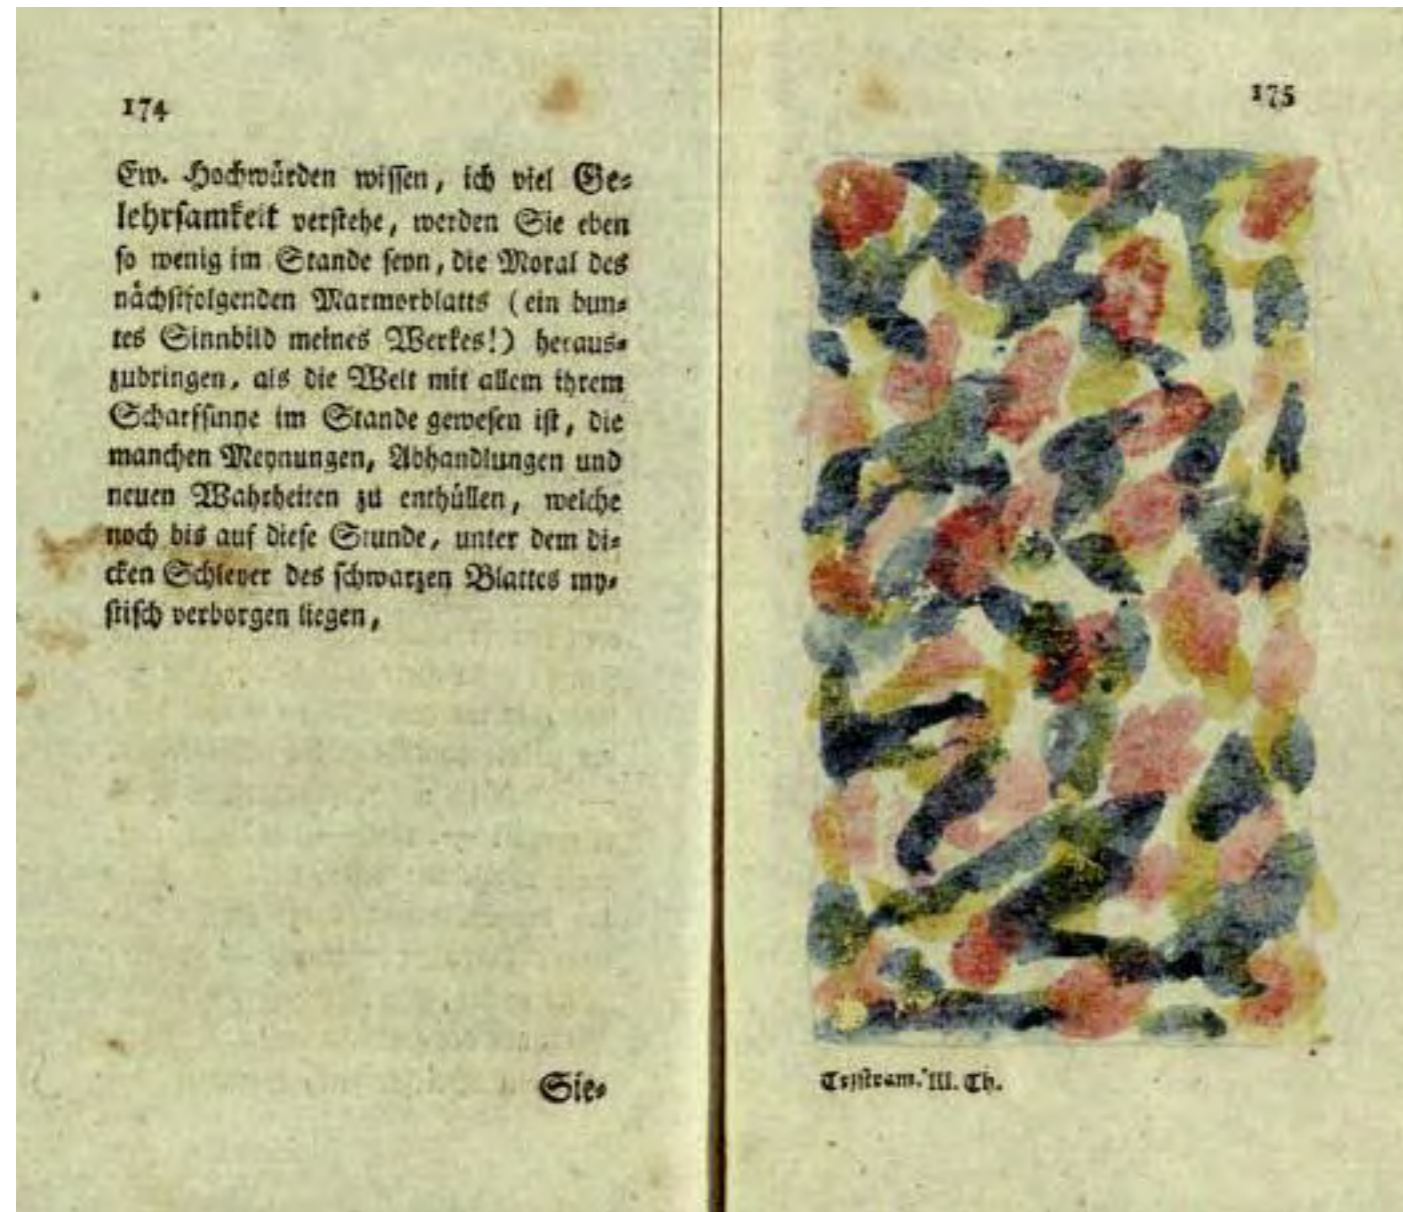 174
Ew. Hochwürden wissen, ich viel Ge-
lehrsamkeit verstehe, werden Sie eben
so wenig im Stande seyn, die Moral des
nächstfolgenden Marmorblatts (ein bun-
tes Sinnbild meines Werkes!) heraus-
zubringen, als die Welt mit allem ihrem
Scharfsinne im Stande gewesen ist, die
manchen Meynungen, Abhandlungen und
neuen Wahrheiten zu enthüllen, welche
noch bis auf diese Stunde, unter dem di-
cken Schleyer des schwarzen Blattes my-
stisch verborgen liegen,
Sie-
175
Tristram. III. Th.